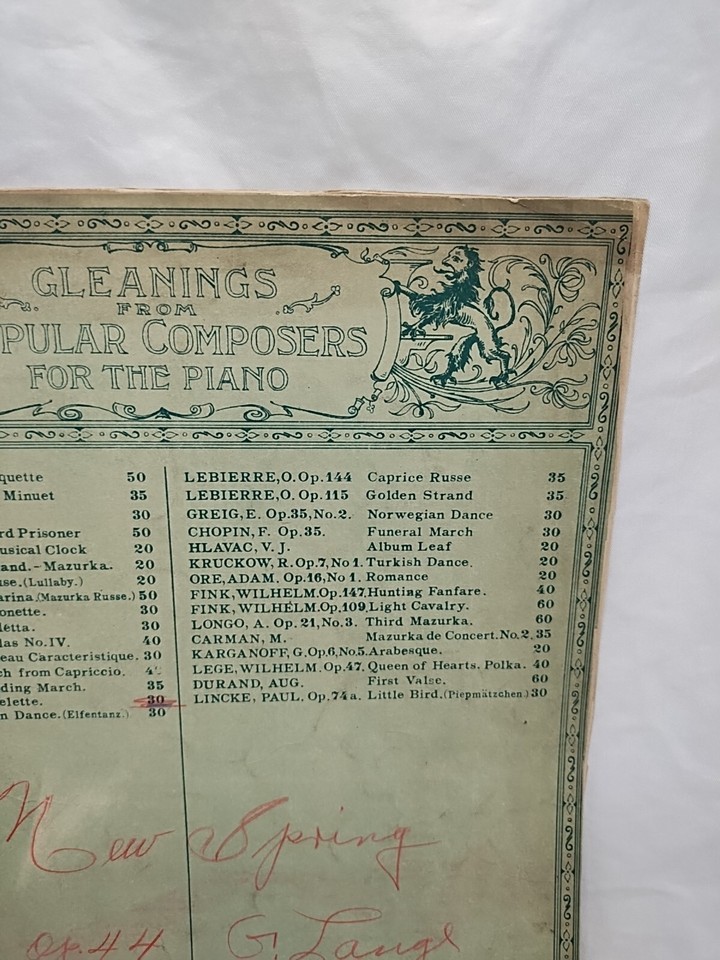 GLEANINGS
FROM
PULAR COMPOSERS
FOR THE PIANO
quette 50
Minuet 35
30
rd Prisoner 50
usical Clock 20
and.-Mazurka. 20
use.(Lullaby.) 20
arina.(Mazurka Russe.) 50
onette. 30
létta. 30
las No.IV. 40
eau Caracteristique. 30
ch from Capriccio.
ding March. 35
elette. 30
n Dance.(Elfentanz.) 30
LEBIERRE,O. Op.144 Caprice Russe 35
LEBIERRE,O. Op.115 Golden Strand 35
GREIG, E. Op.35, No.2. Norwegian Dance 30
CHOPIN, F. Op.35. Funeral March 30
HLAVAC, V. J. Album Leaf 20
KRUCKOW, R. Op.7, No 1. Turkish Dance. 20
ORE, ADAM. Op.16, No 1. Romance 20
FINK, WILHELM. Op.147, Hunting Fanfare. 40
FINK, WILHELM. Op.109, Light Cavalry. 60
LONGO, A. Op. 21, No.3. Third Mazurka. 60
CARMAN, M. Mazurka de Concert. No.2. 35
KARGANOFF, G. Op.6, No.5. Arabesque. 20
LEGE, WILHELM. Op.47. Queen of Hearts. Polka. 40
DURAND, AUG. First Valse. 60
LINCKE, PAUL. Op.74a. Little Bird.(Piepmätzchen.) 30
New Spring
Op. 44 G. Lange